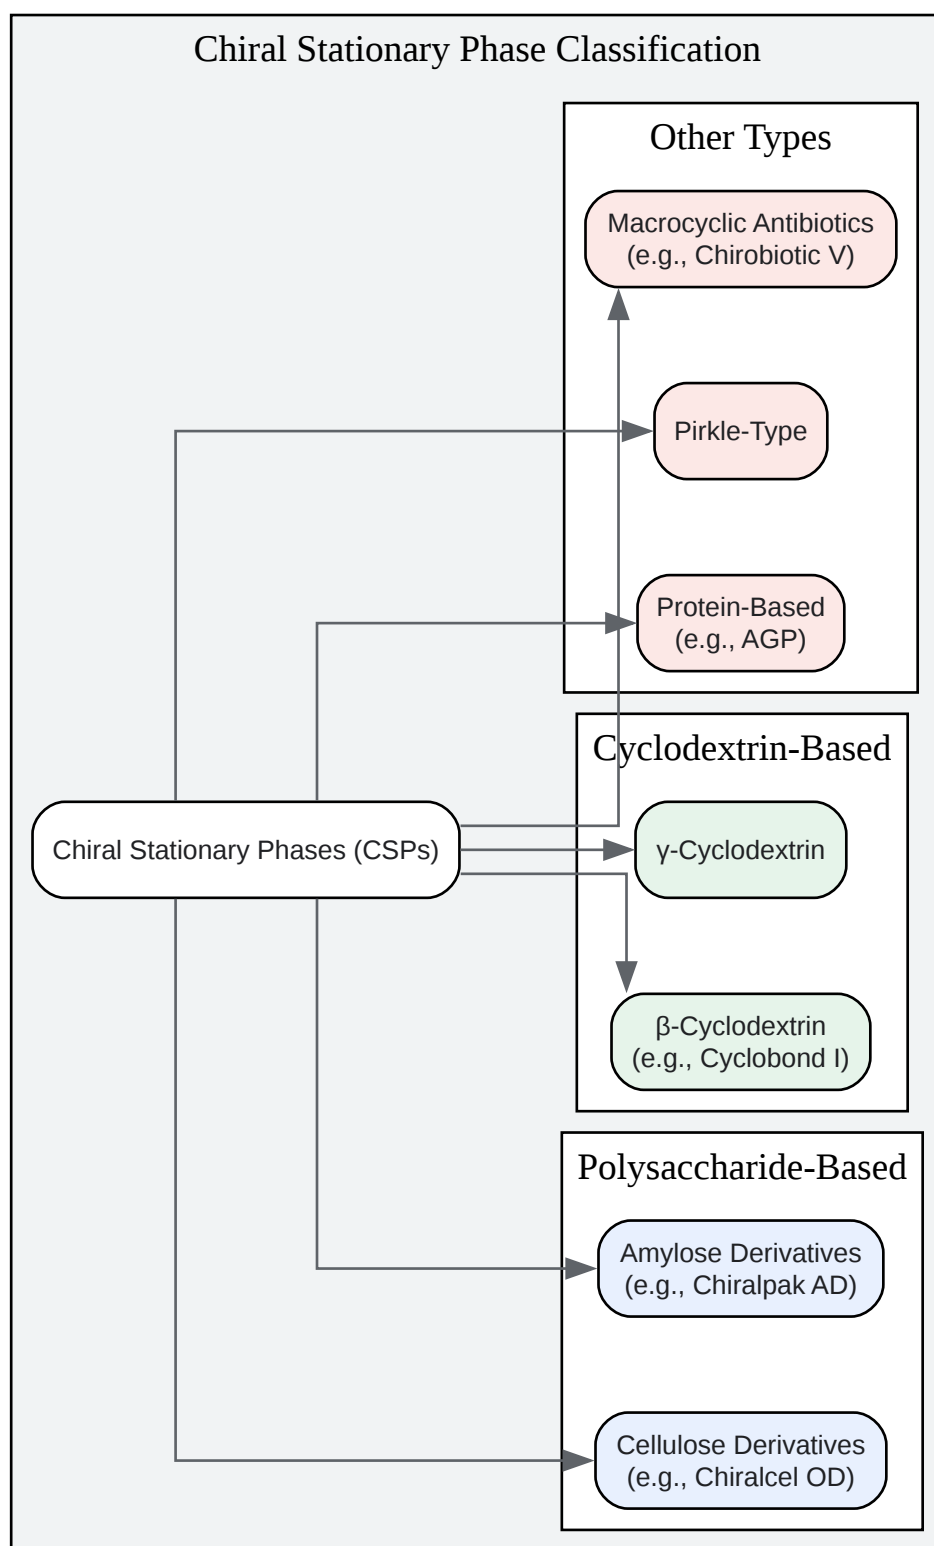 Chiral Stationary Phase Classification
Other Types
Macrocyclic Antibiotics
(e.g., Chirobiotic V)
Pirkle-Type
Protein-Based
(e.g., AGP)
Cyclodextrin-Based
Chiral Stationary Phases (CSPs)
γ-Cyclodextrin
β-Cyclodextrin
(e.g., Cyclobond I)
Polysaccharide-Based
Amylose Derivatives
(e.g., Chiralpak AD)
Cellulose Derivatives
(e.g., Chiralcel OD)